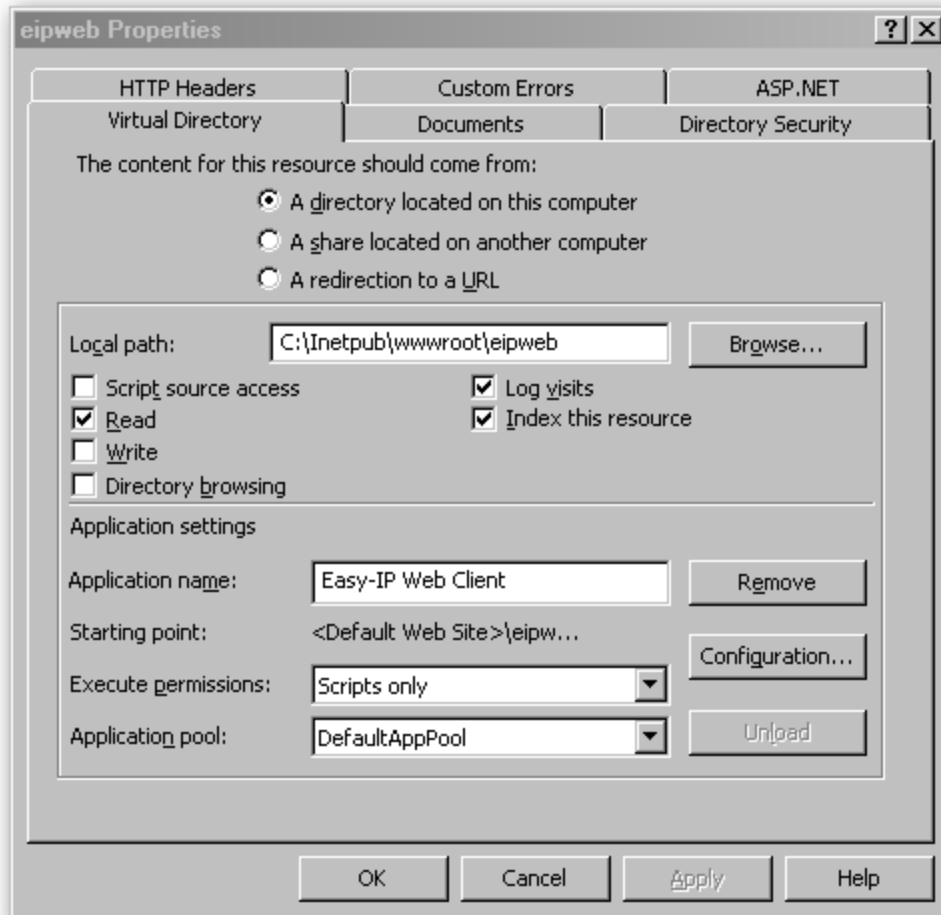 eipweb Properties
HTTP Headers Custom Errors ASP.NET
Virtual Directory Documents Directory Security
The content for this resource should come from:
A directory located on this computer
A share located on another computer
A redirection to a URL
Local path: C:\Inetpub\wwwroot\eipweb Browse...
Script source access Log visits
Read Index this resource
Write
Directory browsing
Application settings
Application name: Easy-IP Web Client Remove
Starting point: <Default Web Site>\eipw...
Configuration...
Execute permissions: Scripts only
Application pool: DefaultAppPool Unload
OK Cancel Apply Help